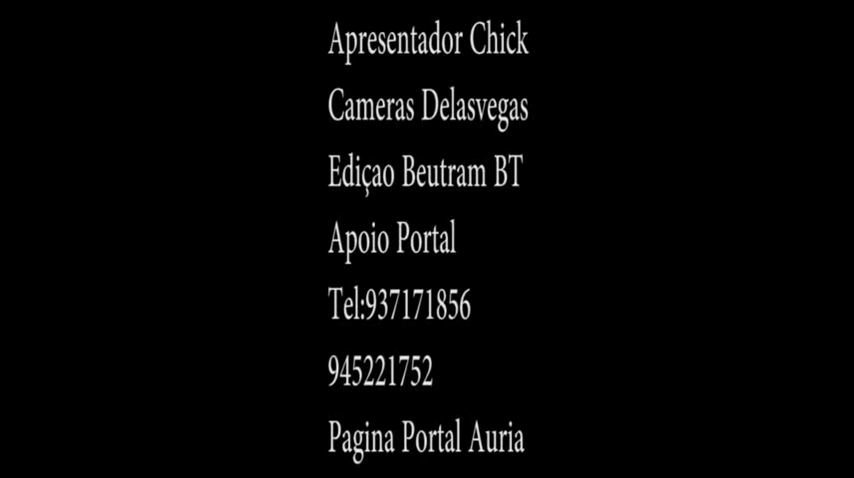 Apresentador Chick
Cameras Delasvegas
Ediçao Beutram BT
Apoio Portal
Tel:937171856
945221752
Pagina Portal Auria